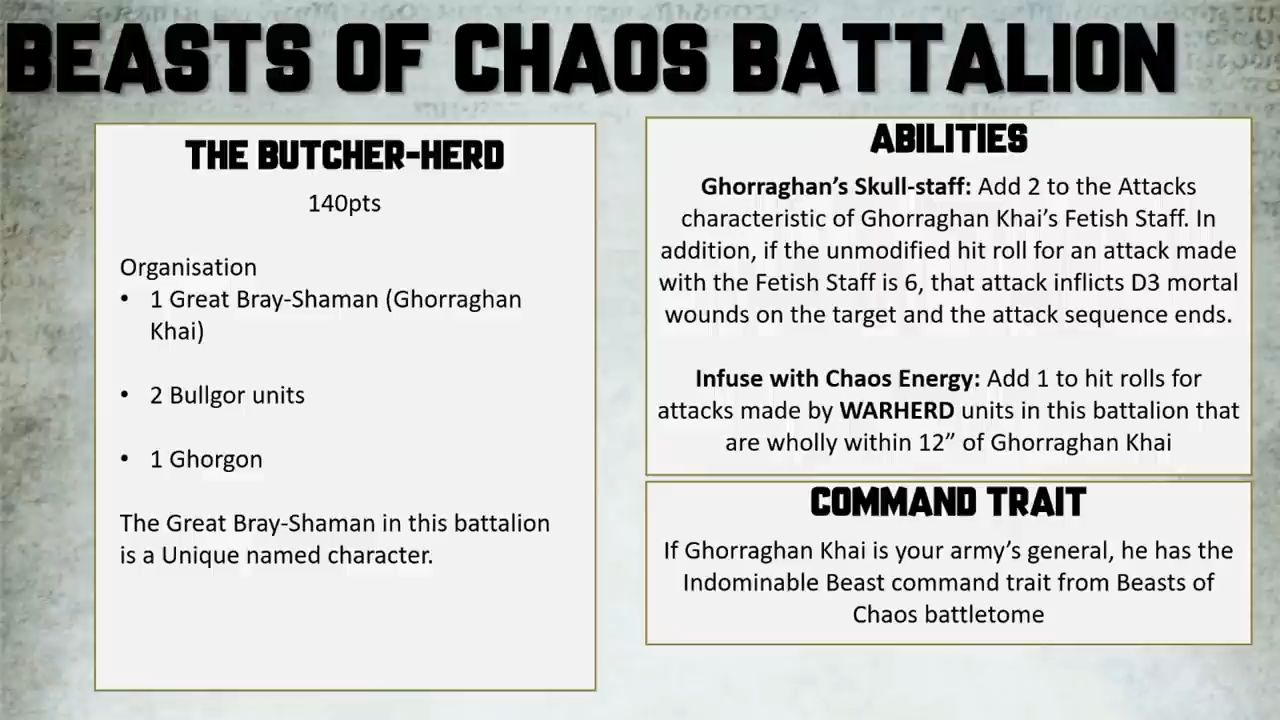 BEASTS OF CHAOS BATTALION
THE BUTCHER-HERD
140pts
Organisation
• 1 Great Bray-Shaman (Ghorraghan
Khai)
• 2 Bullgor units
• 1 Ghorgon
The Great Bray-Shaman in this battalion
is a Unique named character.
ABILITIES
Ghorraghan’s Skull-staff: Add 2 to the Attacks
characteristic of Ghorraghan Khai’s Fetish Staff. In
addition, if the unmodified hit roll for an attack made
with the Fetish Staff is 6, that attack inflicts D3 mortal
wounds on the target and the attack sequence ends.
Infuse with Chaos Energy: Add 1 to hit rolls for
attacks made by WARHERD units in this battalion that
are wholly within 12” of Ghorraghan Khai
COMMAND TRAIT
If Ghorraghan Khai is your army’s general, he has the
Indominable Beast command trait from Beasts of
Chaos battletome